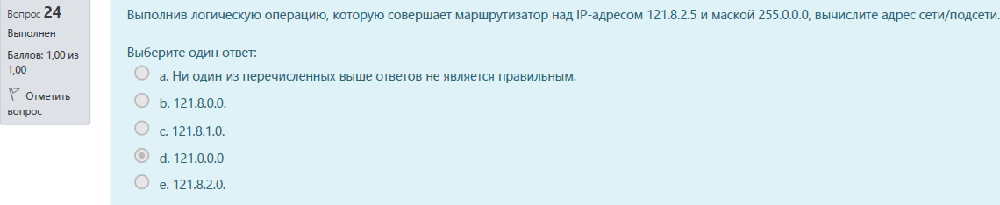 Вопрос 24
Выполнен
Баллов: 1,00 из
1,00
Отметить
вопрос
Выполнив логическую операцию, которую совершает маршрутизатор над IP-адресом 121.8.2.5 и маской 255.0.0.0, вычислите адрес сети/подсети.
Выберите один ответ:
a. Ни один из перечисленных выше ответов не является правильным.
b. 121.8.0.0.
c. 121.8.1.0.
d. 121.0.0.0
e. 121.8.2.0.